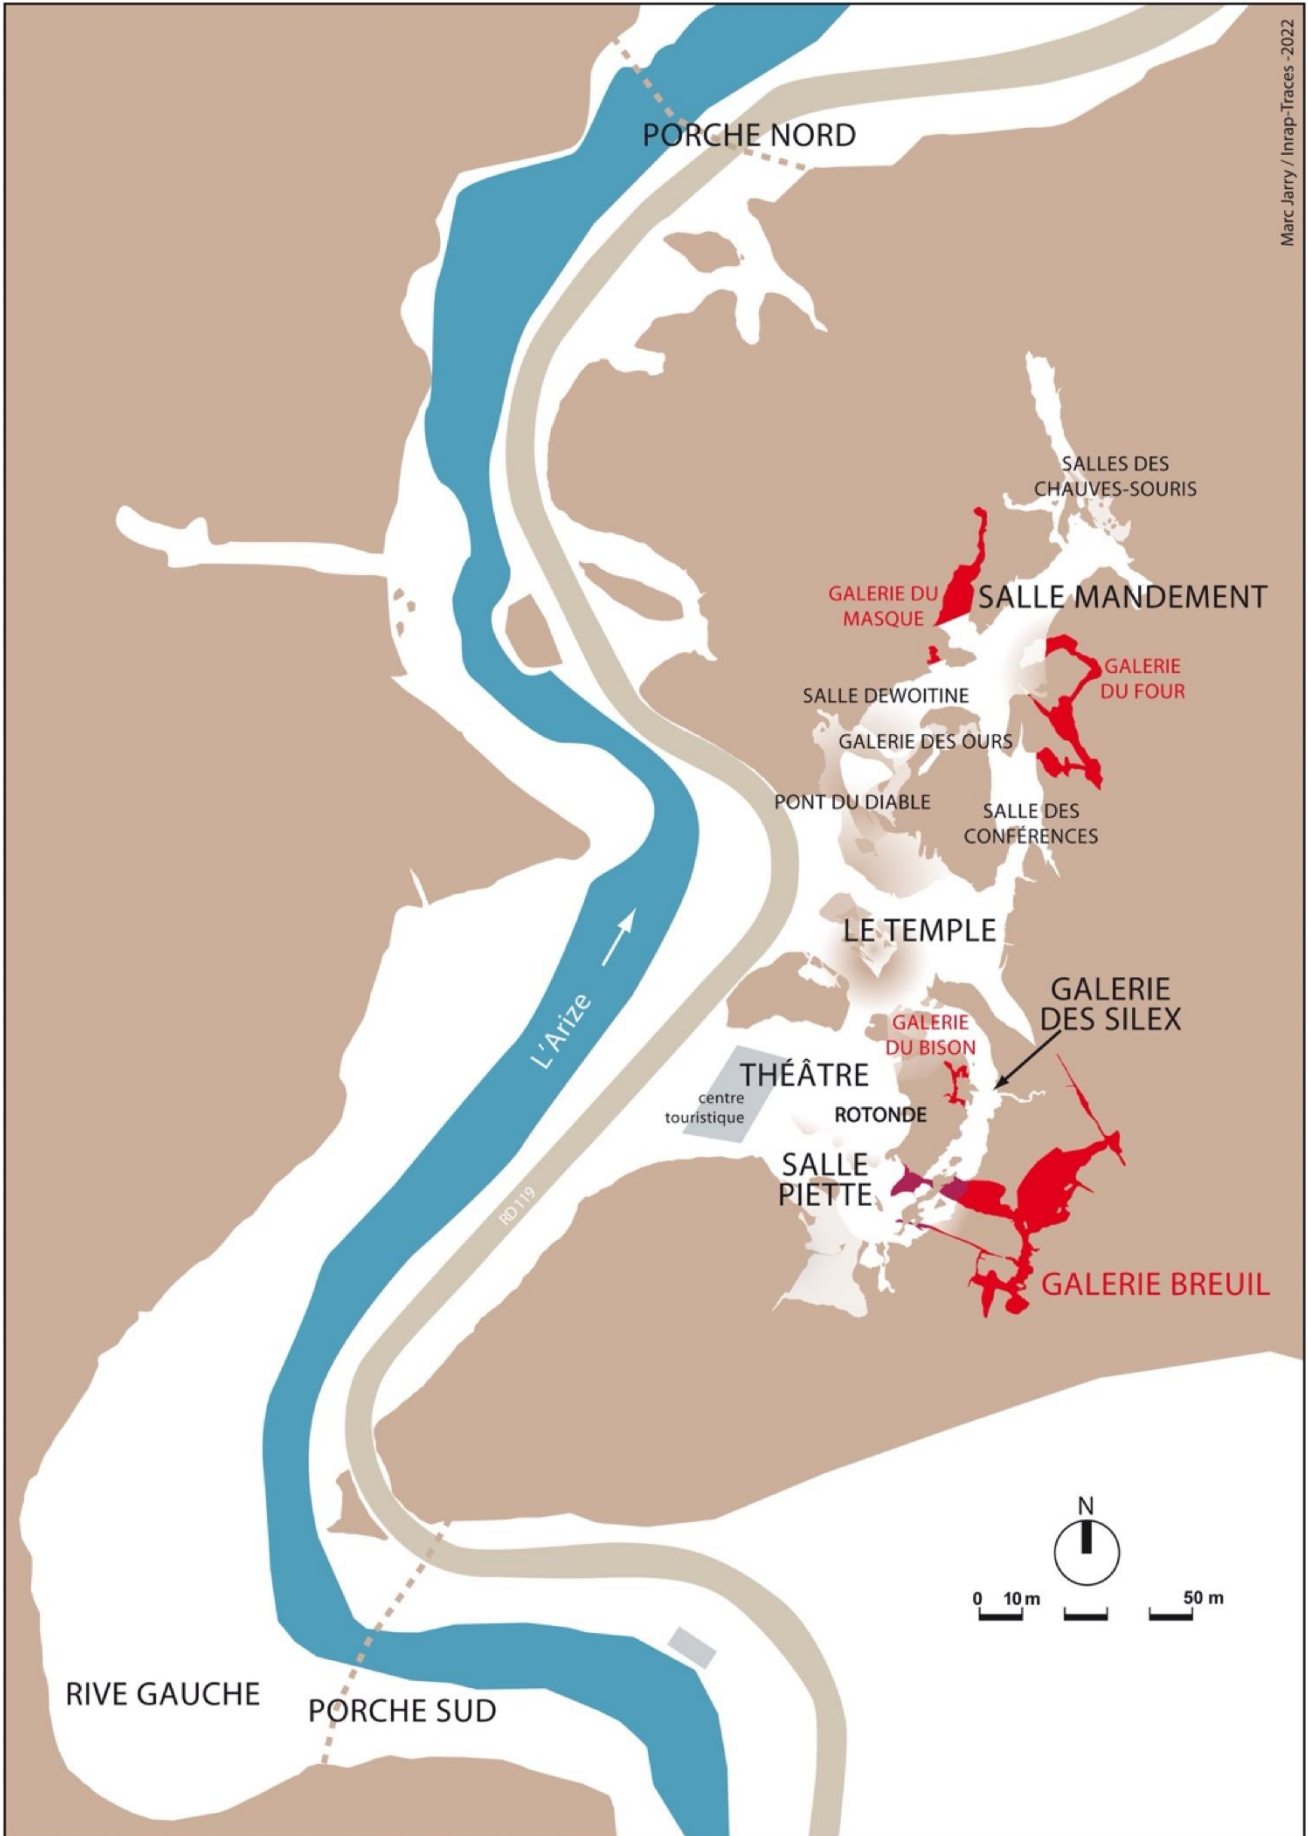 Marc Jarry / Inrap-Traces -2022
PORCHE NORD
SALLES DES
CHAUVES-SOURIS
GALERIE DU
MASQUE
SALLE MANDEMENT
GALERIE
DU FOUR
SALLE DEWOITINE
GALERIE DES OURS
PONT DU DIABLE
SALLE DES
CONFÉRENCES
LE TEMPLE
GALERIE
DES SILEX
L'Arize
GALERIE
DU BISON
THÉÂTRE
centre
touristique
ROTONDE
SALLE
PIETTE
RD 119
GALERIE BREUIL
N
0 10 m 50 m
RIVE GAUCHE
PORCHE SUD